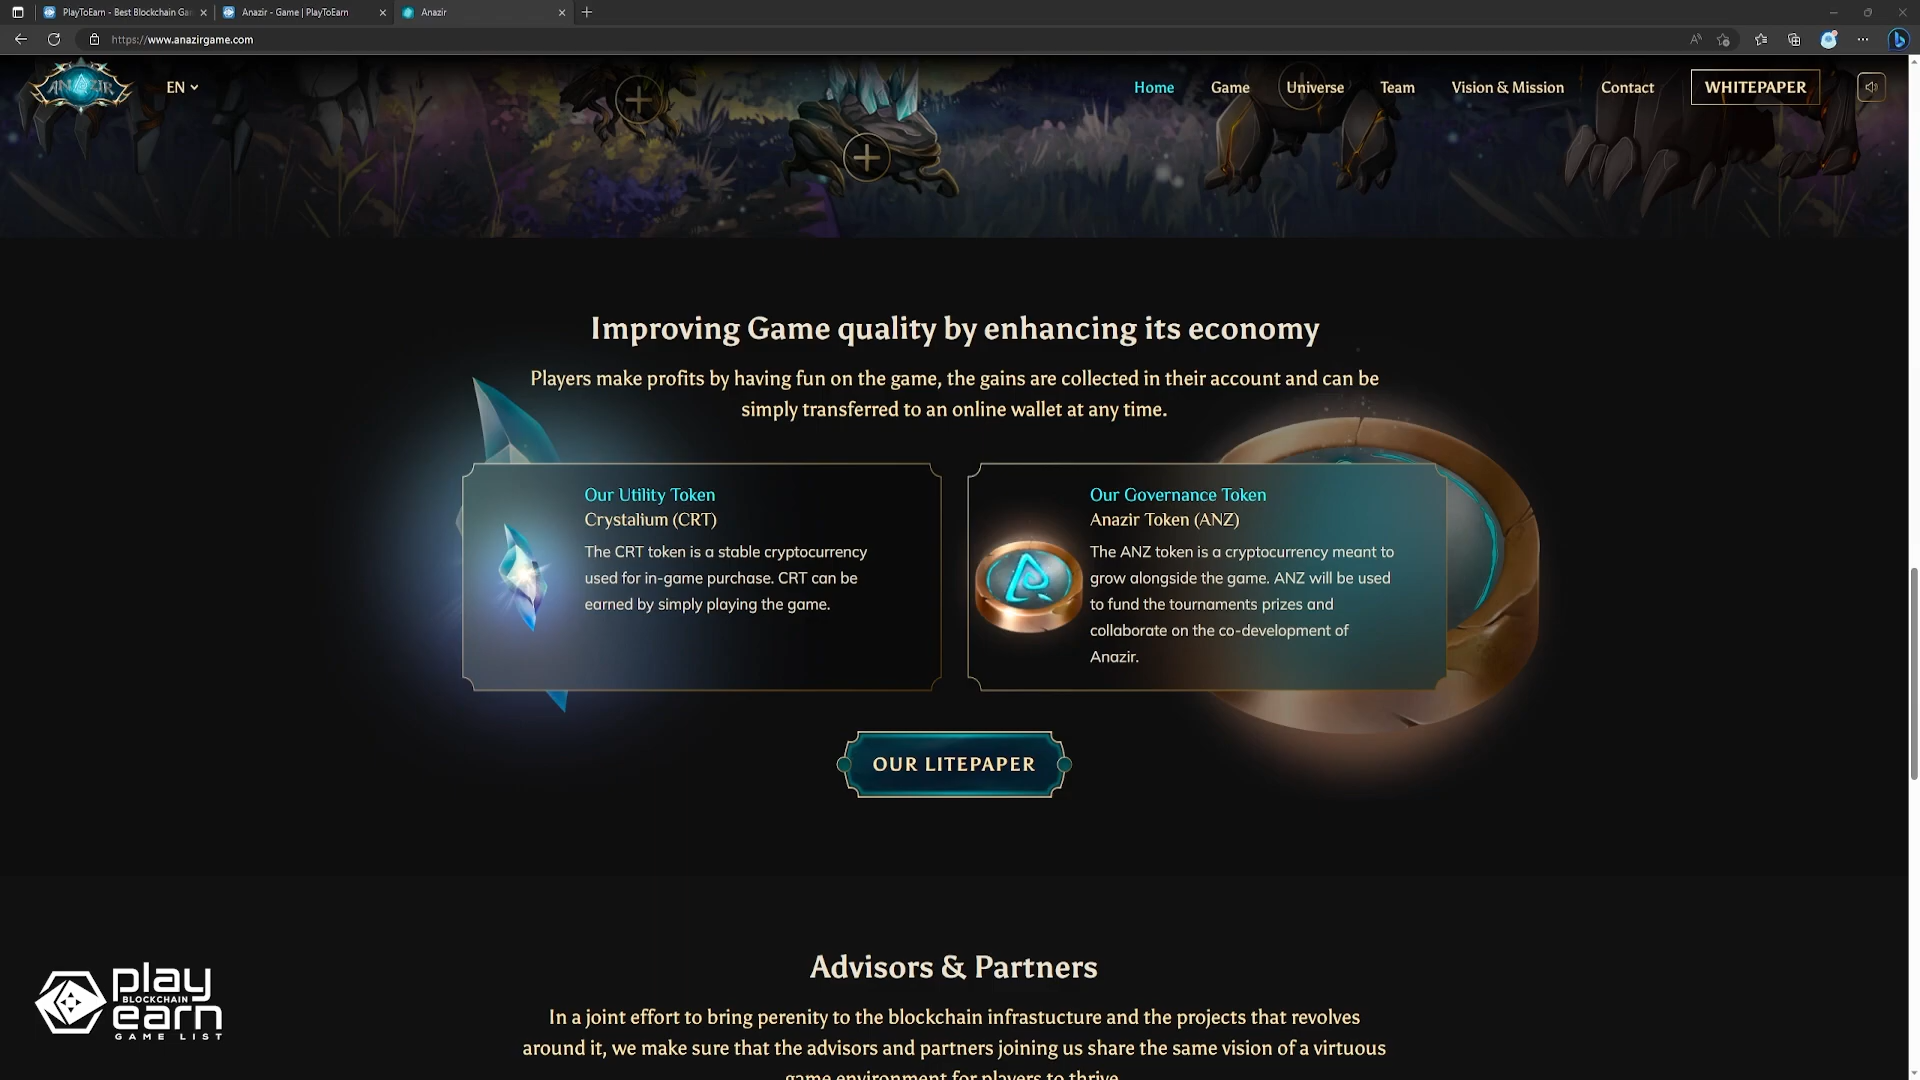 PlayToEarn - Best Blockchain Ga
Anazir - Game | PlayToEarn
Anazir
https://www.anazirgame.com
ANAZIR
EN
Home
Game
Universe
Team
Vision & Mission
Contact
WHITEPAPER
Improving Game quality by enhancing its economy
Players make profits by having fun on the game, the gains are collected in their account and can be
simply transferred to an online wallet at any time.
Our Utility Token
Crystalium (CRT)
The CRT token is a stable cryptocurrency
used for in-game purchase. CRT can be
earned by simply playing the game.
Our Governance Token
Anazir Token (ANZ)
The ANZ token is a cryptocurrency meant to
grow alongside the game. ANZ will be used
to fund the tournaments prizes and
collaborate on the co-development of
Anazir.
OUR LITEPAPER
Advisors & Partners
In a joint effort to bring perenity to the blockchain infrastucture and the projects that revolves
around it, we make sure that the advisors and partners joining us share the same vision of a virtuous
game environment for players to thrive
play
BLOCKCHAIN
earn
GAME LIST